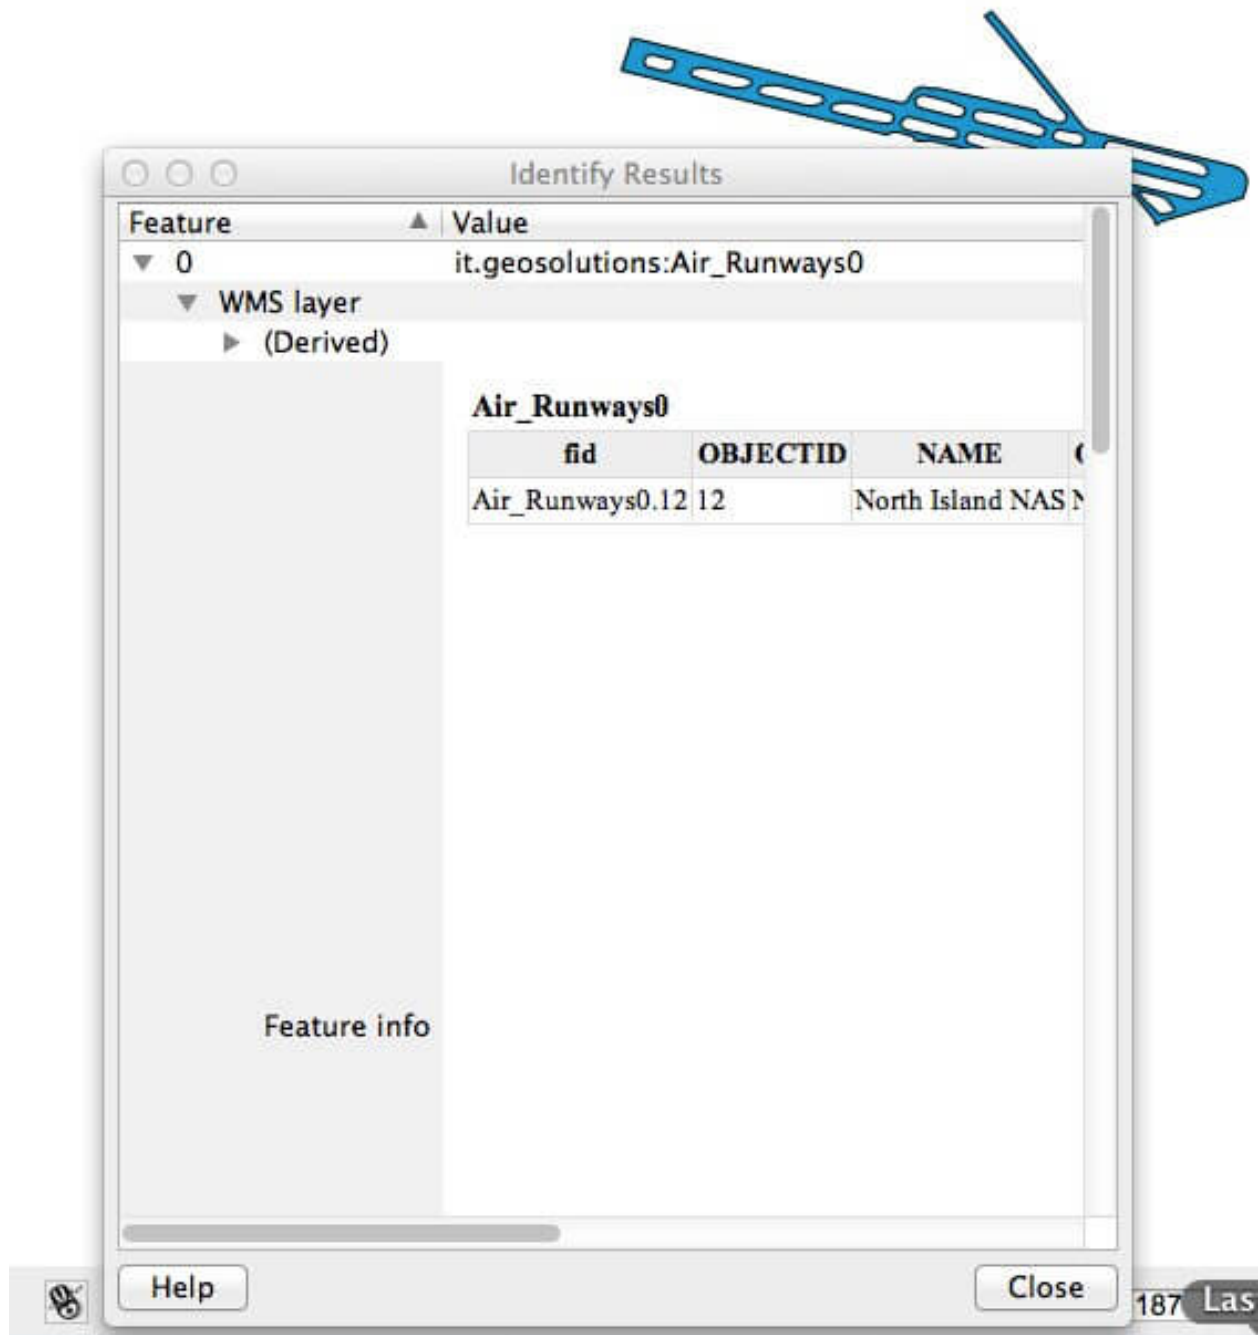 Identify Results
Feature Value
0 it.geosolutions:Air_Runways0
WMS layer
(Derived)
Air_Runways0
fid OBJECTID NAME
Air_Runways0.12 12 North Island NAS
Feature info
Help Close
187 Las